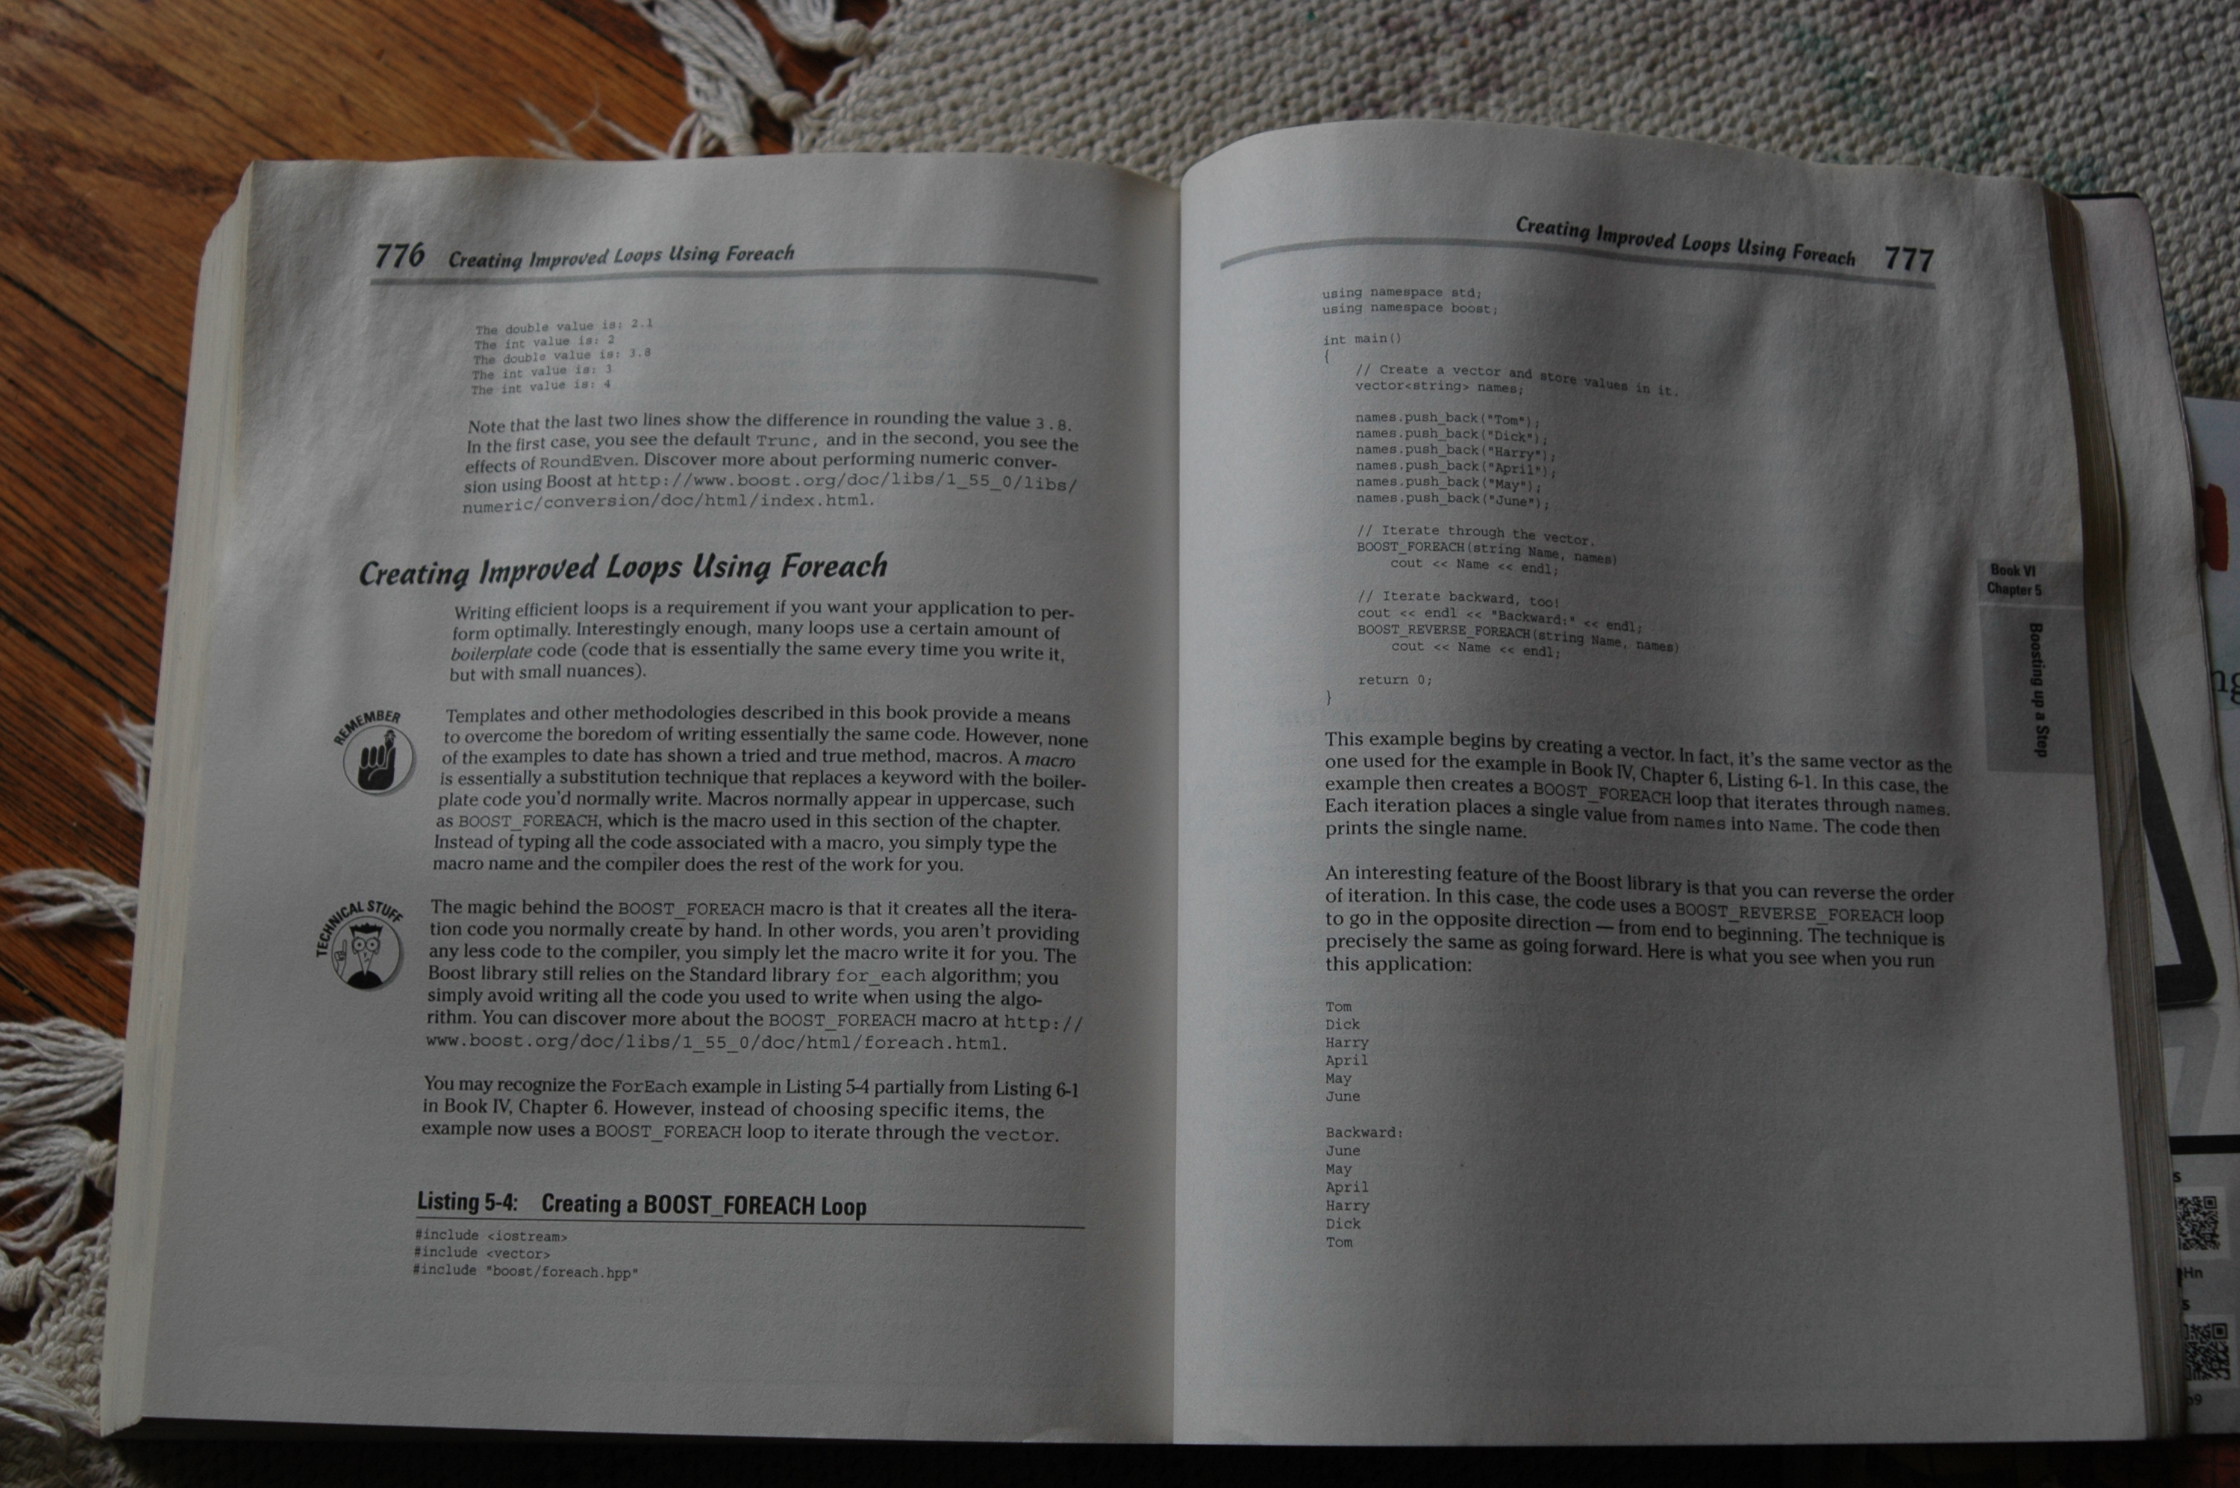 776 Creating Improved Loops Using Foreach
The double value is: 2.1
The int value is: 2
The double value is: 3.8
The int value is: 3
The int value is: 4
Note that the last two lines show the difference in rounding the value 3.8.
In the first case, you see the default Trunc, and in the second, you see the
effects of RoundEven. Discover more about performing numeric conver-
sion using Boost at http://www.boost.org/doc/libs/1_55_0/libs/
numeric/conversion/doc/html/index.html.
Creating Improved Loops Using Foreach
Writing efficient loops is a requirement if you want your application to per-
form optimally. Interestingly enough, many loops use a certain amount of
boilerplate code (code that is essentially the same every time you write it,
but with small nuances).
REMEMBER
Templates and other methodologies described in this book provide a means
to overcome the boredom of writing essentially the same code. However, none
of the examples to date has shown a tried and true method, macros. A macro
is essentially a substitution technique that replaces a keyword with the boiler-
plate code you'd normally write. Macros normally appear in uppercase, such
as BOOST_FOREACH, which is the macro used in this section of the chapter.
Instead of typing all the code associated with a macro, you simply type the
macro name and the compiler does the rest of the work for you.
TECHNICAL STUFF
The magic behind the BOOST_FOREACH macro is that it creates all the itera-
tion code you normally create by hand. In other words, you aren't providing
any less code to the compiler, you simply let the macro write it for you. The
Boost library still relies on the Standard library for_each algorithm; you
simply avoid writing all the code you used to write when using the algo-
rithm. You can discover more about the BOOST_FOREACH macro at http://
www.boost.org/doc/libs/1_55_0/doc/html/foreach.html.
You may recognize the ForEach example in Listing 5-4 partially from Listing 6-1
in Book IV, Chapter 6. However, instead of choosing specific items, the
example now uses a BOOST_FOREACH loop to iterate through the vector.
Listing 5-4: Creating a BOOST_FOREACH Loop
#include <iostream>
#include <vector>
#include "boost/foreach.hpp"
Creating Improved Loops Using Foreach 777
using namespace std;
using namespace boost;
int main()
{
// Create a vector and store values in it.
vector<string> names;
names.push_back("Tom");
names.push_back("Dick");
names.push_back("Harry");
names.push_back("April");
names.push_back("May");
names.push_back("June");
// Iterate through the vector.
BOOST_FOREACH(string Name, names)
cout << Name << endl;
// Iterate backward, too!
cout << endl << "Backward:" << endl;
BOOST_REVERSE_FOREACH(string Name, names)
cout << Name << endl;
return 0;
}
This example begins by creating a vector. In fact, it's the same vector as the
one used for the example in Book IV, Chapter 6, Listing 6-1. In this case, the
example then creates a BOOST_FOREACH loop that iterates through names.
Each iteration places a single value from names into Name. The code then
prints the single name.
An interesting feature of the Boost library is that you can reverse the order
of iteration. In this case, the code uses a BOOST_REVERSE_FOREACH loop
to go in the opposite direction — from end to beginning. The technique is
precisely the same as going forward. Here is what you see when you run
this application:
Tom
Dick
Harry
April
May
June
Backward:
June
May
April
Harry
Dick
Tom
Book VI
Chapter 5
Boosting up a Step